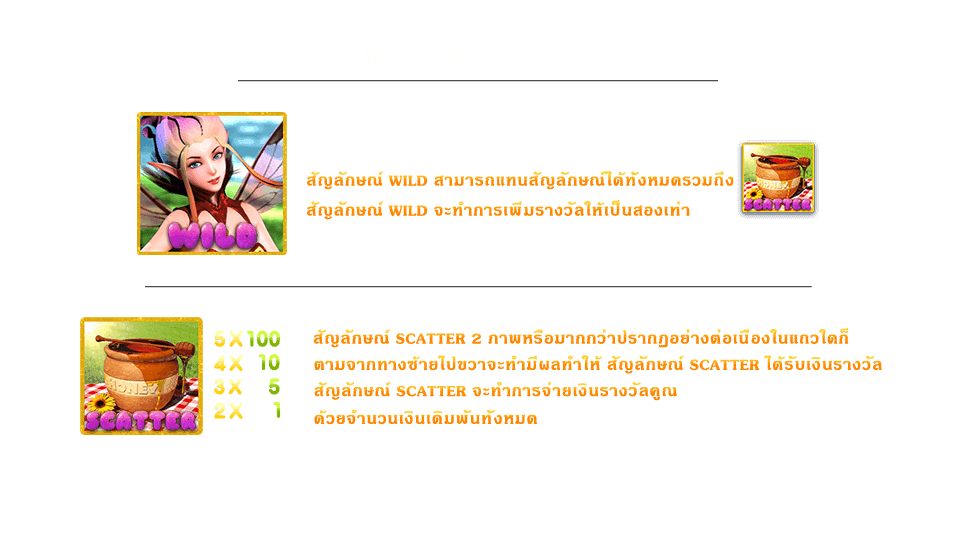 สัญลักษณ์ WILD สามารถแทนสัญลักษณ์ได้ทั้งหมดรวมถึง
สัญลักษณ์ WILD จะทำการเพิ่มรางวัลให้เป็นสองเท่า
WILD
HONEY
SCATTER
5X100
4X 10
3X 5
2X 1
สัญลักษณ์ SCATTER 2 ภาพหรือมากกว่าปรากฏอย่างต่อเนื่องในแถวใดก็
ตามจากทางซ้ายไปขวาจะทำมีผลทำให้ สัญลักษณ์ SCATTER ได้รับเงินรางวัล
สัญลักษณ์ SCATTER จะทำการจ่ายเงินรางวัลคูณ
ด้วยจำนวนเงินเดิมพันทั้งหมด
HONEY
SCATTER